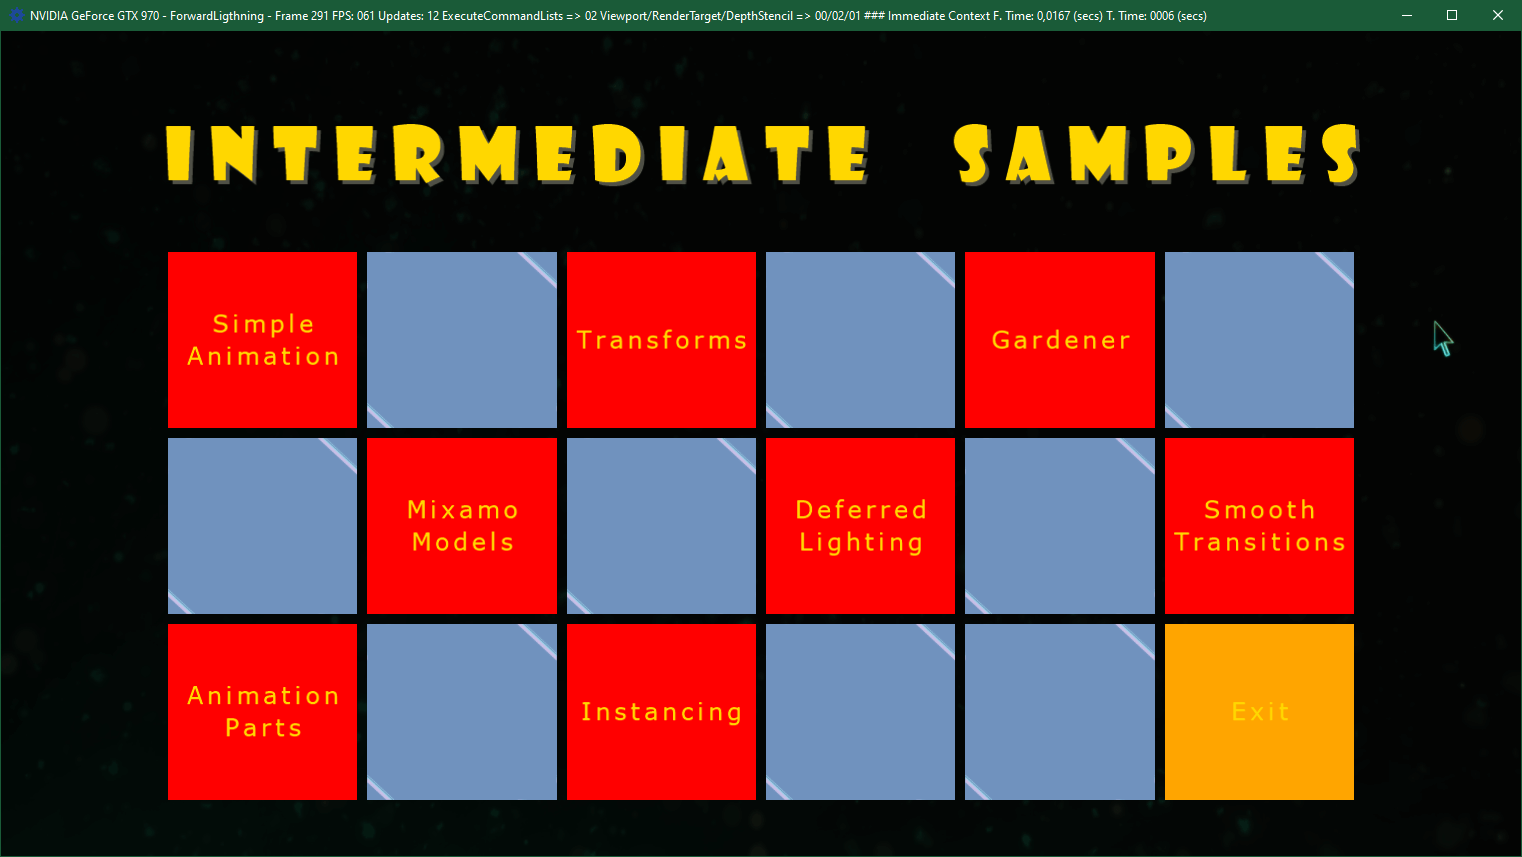 NVIDIA GeForce GTX 970 - ForwardLigthning - Frame 291 FPS: 061 Updates: 12 ExecuteCommandLists => 02 Viewport/RenderTarget/DepthStencil => 00/02/01 ### Immediate Context F. Time: 0,0167 (secs) T. Time: 0006 (secs)
INTERMEDIATE SAMPLES
Simple
Animation
Transforms
Gardener
Mixamo
Models
Deferred
Lighting
Smooth
Transitions
Animation
Parts
Instancing
Exit